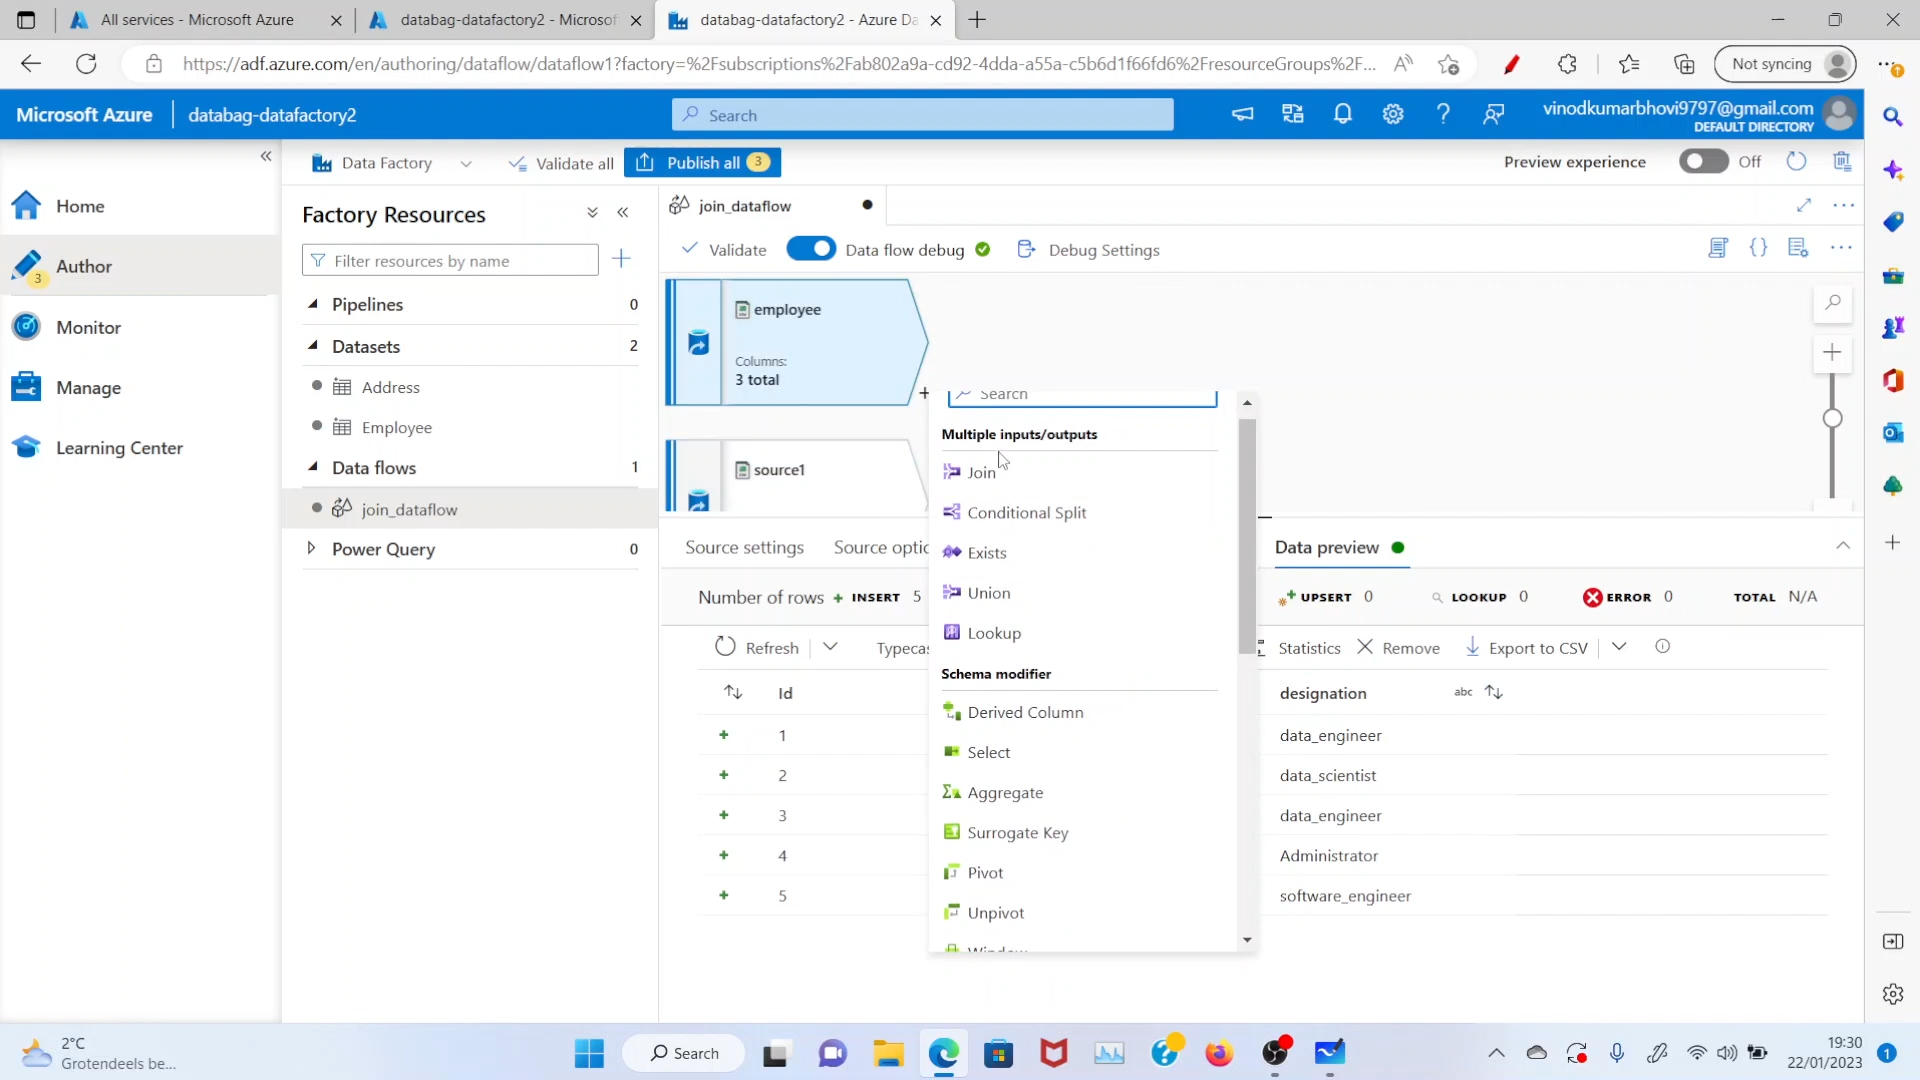 All services - Microsoft Azure
databag-datafactory2 - Microsof
databag-datafactory2 - Azure Da
https://adf.azure.com/en/authoring/dataflow/dataflow1?factory=%2Fsubscriptions%2Fab802a9a-cd92-4dda-a55a-c5b6d1f66fd6%2FresourceGroups%2F...
Not syncing
Microsoft Azure
databag-datafactory2
Search
vinodkumarbhovi9797@gmail.com
DEFAULT DIRECTORY
Data Factory
Validate all
Publish all 3
Preview experience
Off
Home
Author
3
Monitor
Manage
Learning Center
Factory Resources
Filter resources by name
Pipelines 0
Datasets 2
Address
Employee
Data flows 1
join_dataflow
Power Query 0
join_dataflow
Validate
Data flow debug
Debug Settings
employee
Columns:
3 total
source1
Search
Multiple inputs/outputs
Join
Conditional Split
Exists
Union
Lookup
Schema modifier
Derived Column
Select
Aggregate
Surrogate Key
Pivot
Unpivot
Window
Source settings
Source optio
Data preview
Number of rows + INSERT 5
UPSERT 0
LOOKUP 0
ERROR 0
TOTAL N/A
Refresh
Typecas
Statistics
Remove
Export to CSV
Id
designation abc
1 data_engineer
2 data_scientist
3 data_engineer
4 Administrator
5 software_engineer
2°C
Grotendeels be...
Search
19:30
22/01/2023
1